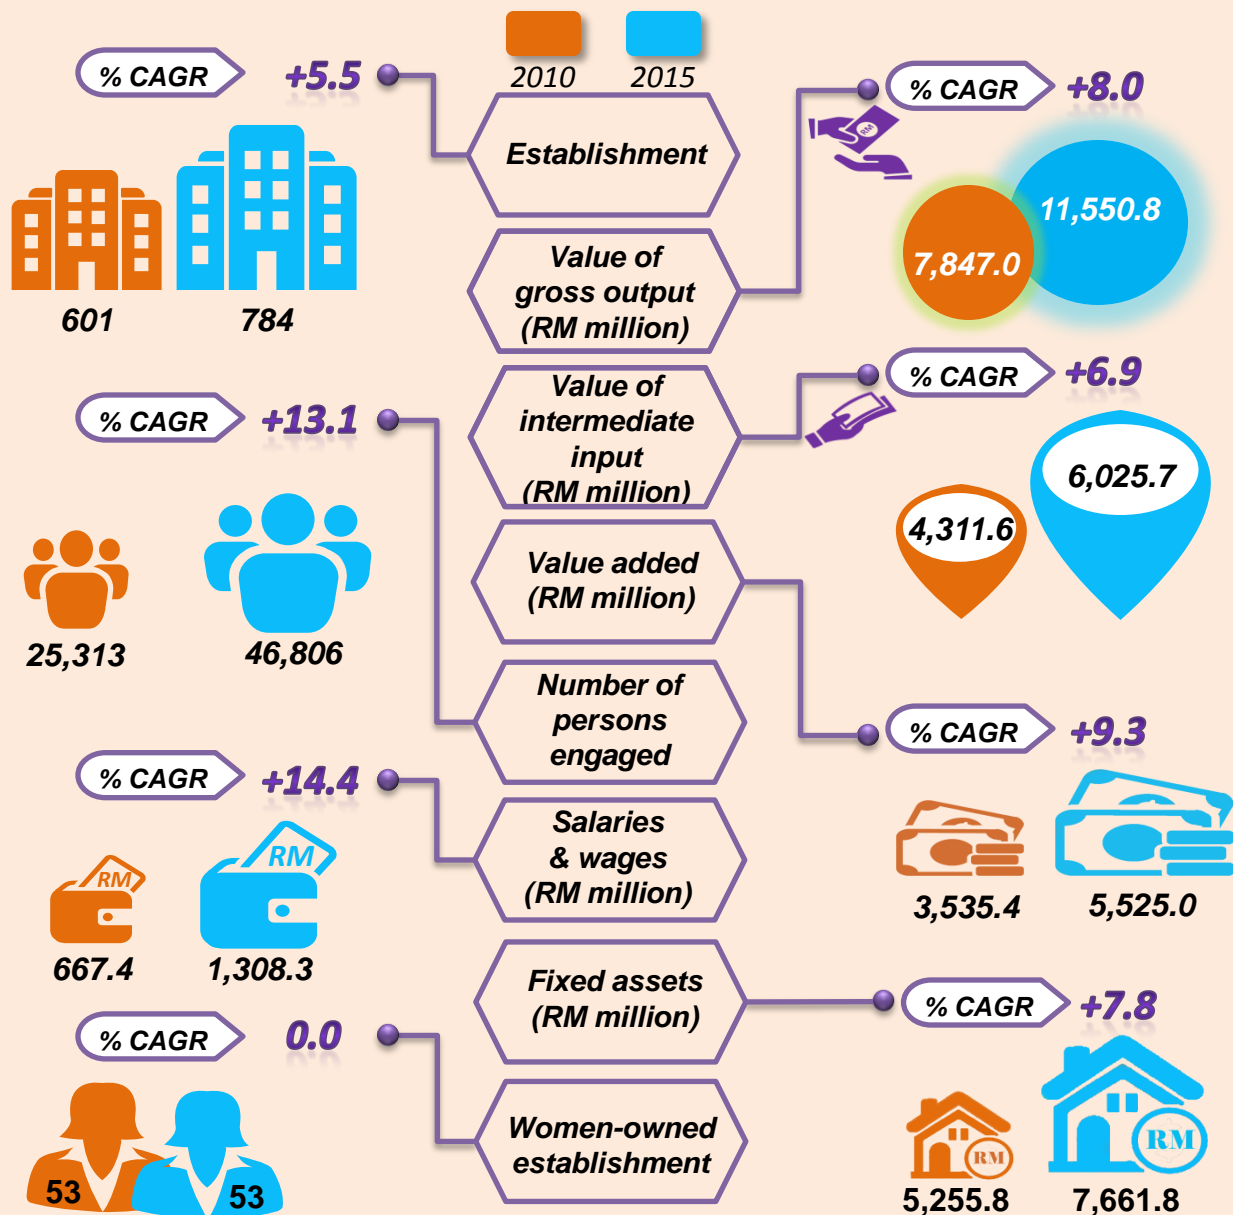 2010
2015
% CAGR
+5.5
Establishment
601
784
% CAGR
+8.0
RM
Value of
gross output
(RM million)
7,847.0
11,550.8
% CAGR
+6.9
Value of
intermediate
input
(RM million)
4,311.6
6,025.7
Value added
(RM million)
% CAGR
+9.3
3,535.4
5,525.0
% CAGR
+13.1
Number of
persons
engaged
25,313
46,806
% CAGR
+14.4
Salaries
& wages
(RM million)
RM
RM
667.4
1,308.3
Fixed assets
(RM million)
% CAGR
+7.8
RM
RM
5,255.8
7,661.8
% CAGR
0.0
Women-owned
establishment
53
53